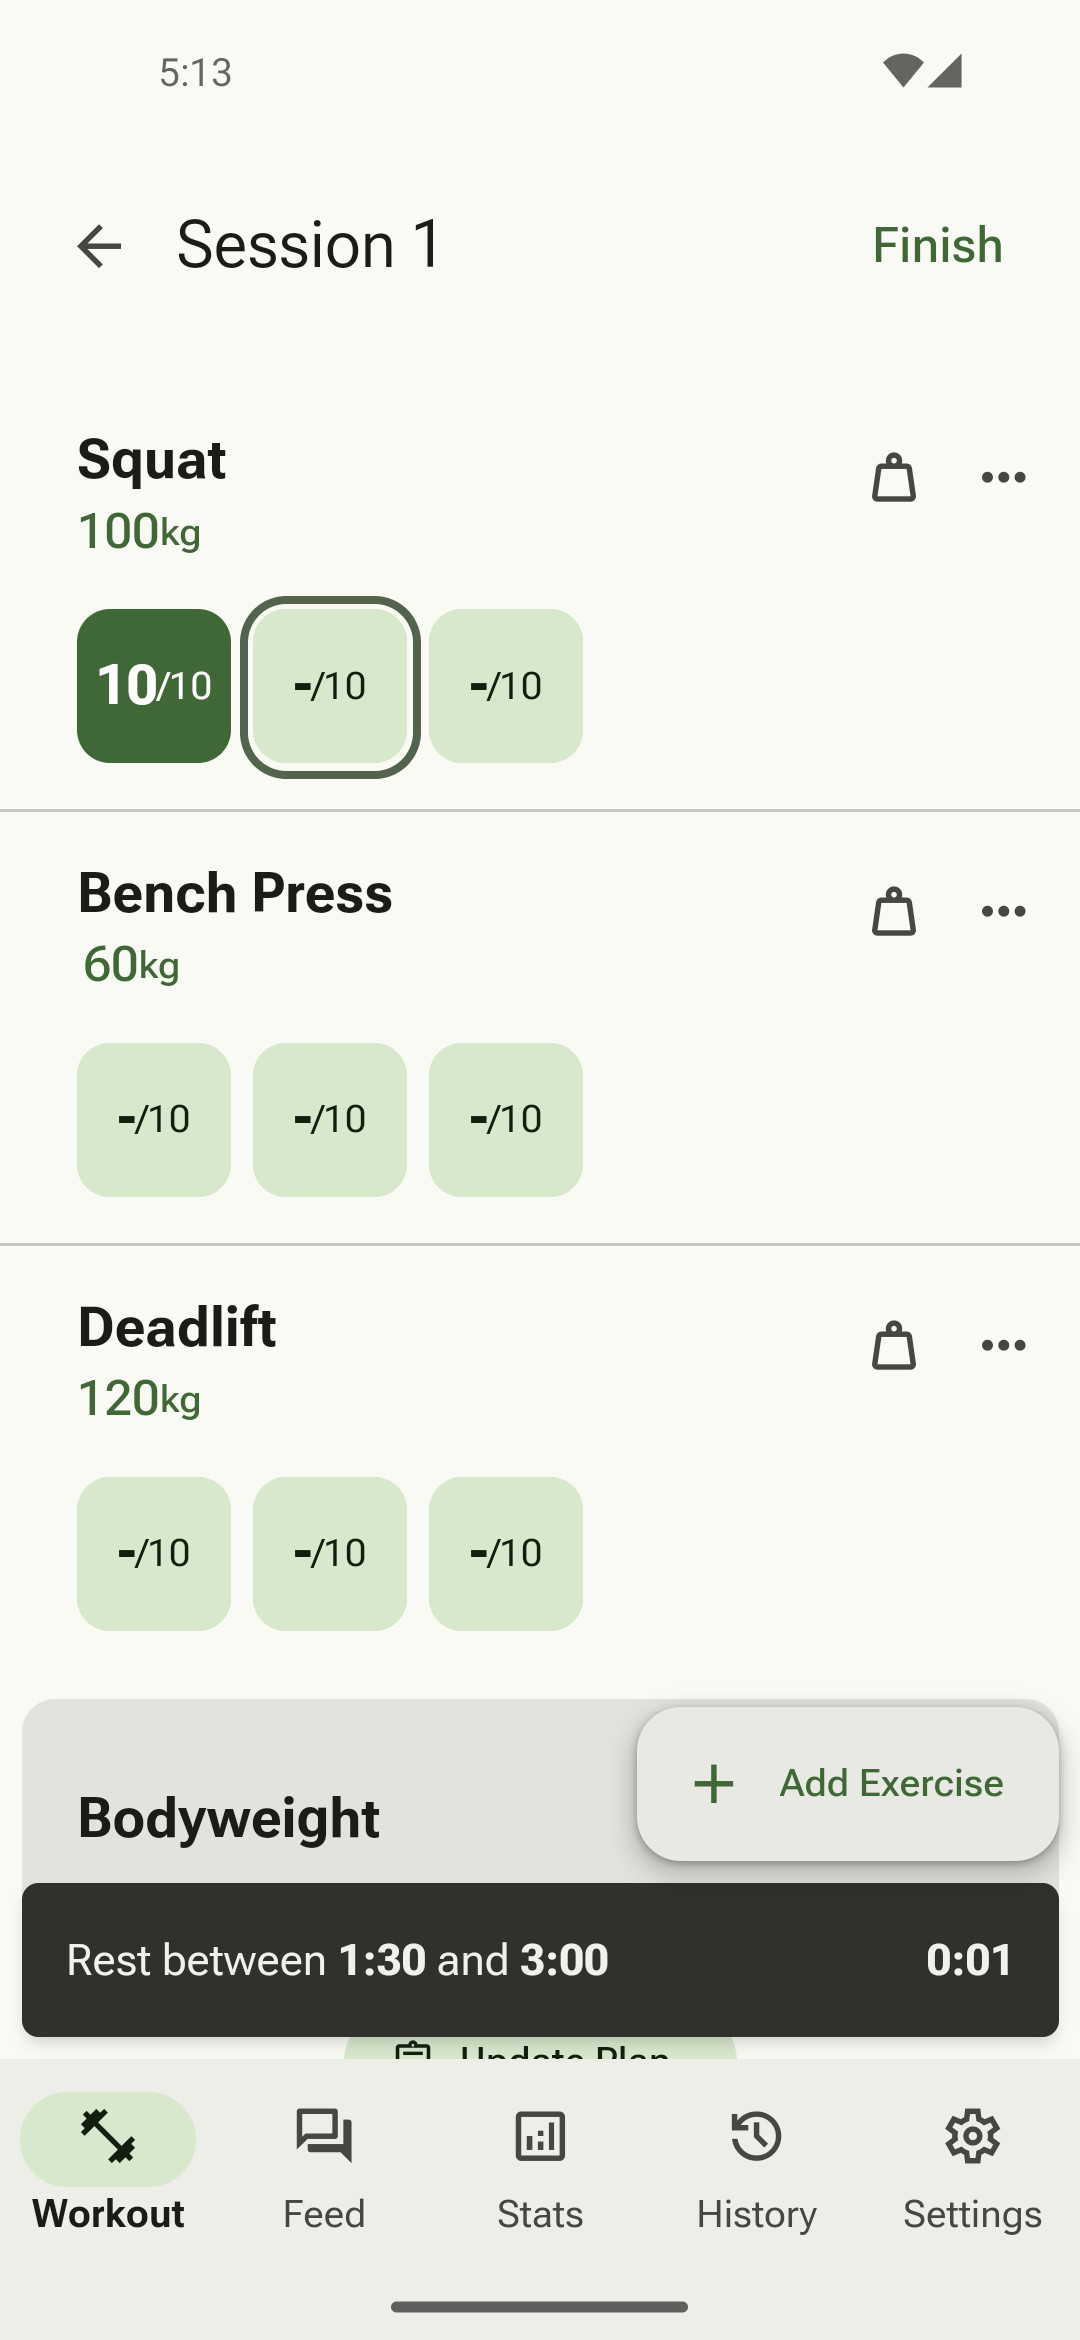 5:13
Session 1
Finish
Squat
100kg
10/10
-/10
-/10
Bench Press
60kg
-/10
-/10
-/10
Deadlift
120kg
-/10
-/10
-/10
Bodyweight
Add Exercise
Rest between 1:30 and 3:00
0:01
Update Plan
Workout
Feed
Stats
History
Settings